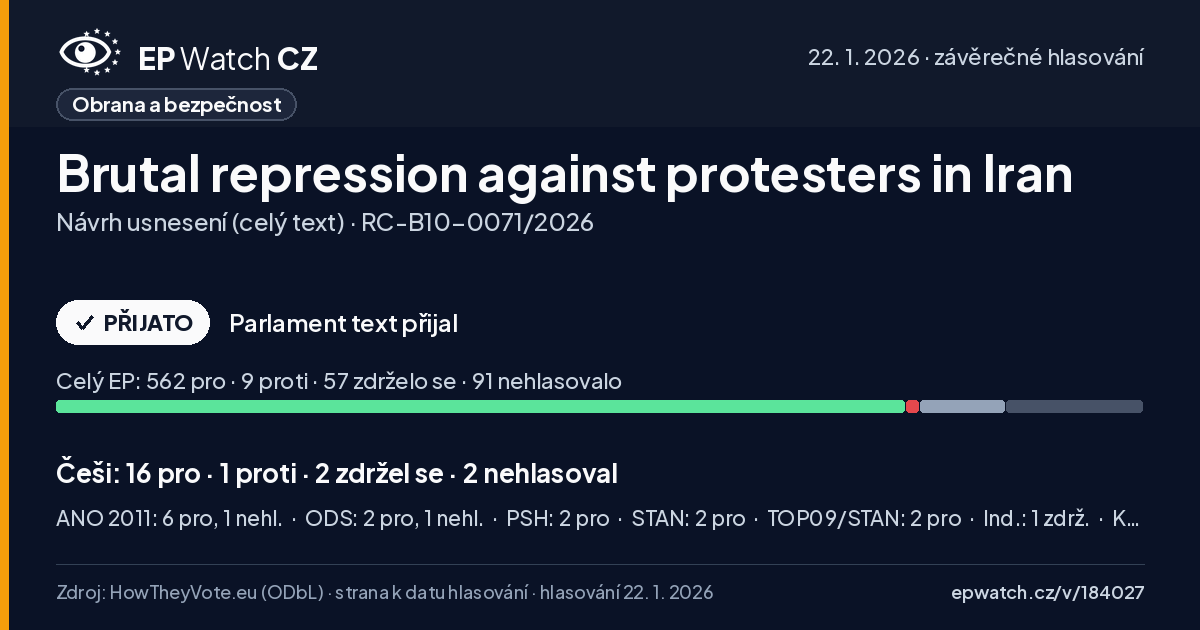 EP Watch CZ
22. 1. 2026 · závěrečné hlasování
Obrana a bezpečnost
Brutal repression against protesters in Iran
Návrh usnesení (celý text) · RC-B10-0071/2026
✓ PŘIJATO
Parlament text přijal
Celý EP: 562 pro · 9 proti · 57 zdrželo se · 91 nehlasovalo
Češi: 16 pro · 1 proti · 2 zdržel se · 2 nehlasoval
ANO 2011: 6 pro, 1 nehl. · ODS: 2 pro, 1 nehl. · PSH: 2 pro · STAN: 2 pro · TOP09/STAN: 2 pro · Ind.: 1 zdrž. · K…
Zdroj: HowTheyVote.eu (ODbL) · strana k datu hlasování · hlasování 22. 1. 2026
epwatch.cz/v/184027